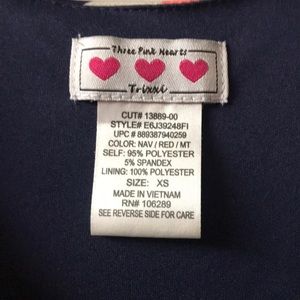 Three Pink Hearts
Trixxi
CUT# 13889-00
STYLE# E6J39248FI
UPC # 889387940259
COLOR: NAV / RED / MT
SELF: 95% POLYESTER
5% SPANDEX
LINING: 100% POLYESTER
SIZE: XS
MADE IN VIETNAM
RN# 106289
SEE REVERSE SIDE FOR CARE